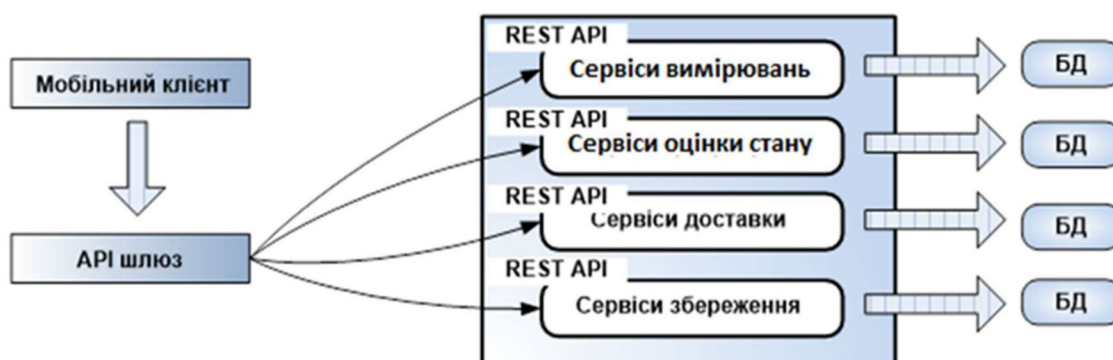 REST API
Сервіси вимірювань
БД
Мобільний клієнт
REST API
Сервіси оцінки стану
БД
REST API
Сервіси доставки
БД
АРІ шлюз
REST API
Сервіси збереження
БД